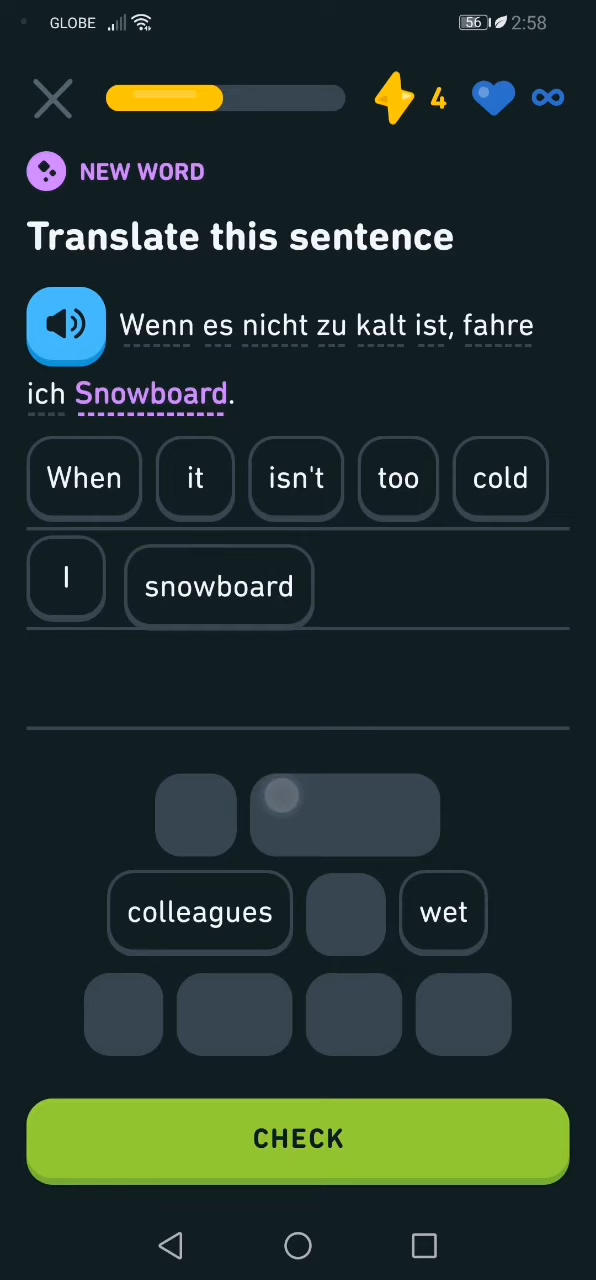 GLOBE 56 2:58
4 ∞
NEW WORD
Translate this sentence
Wenn es nicht zu kalt ist, fahre
ich Snowboard.
When it isn't too cold
I snowboard
colleagues wet
CHECK